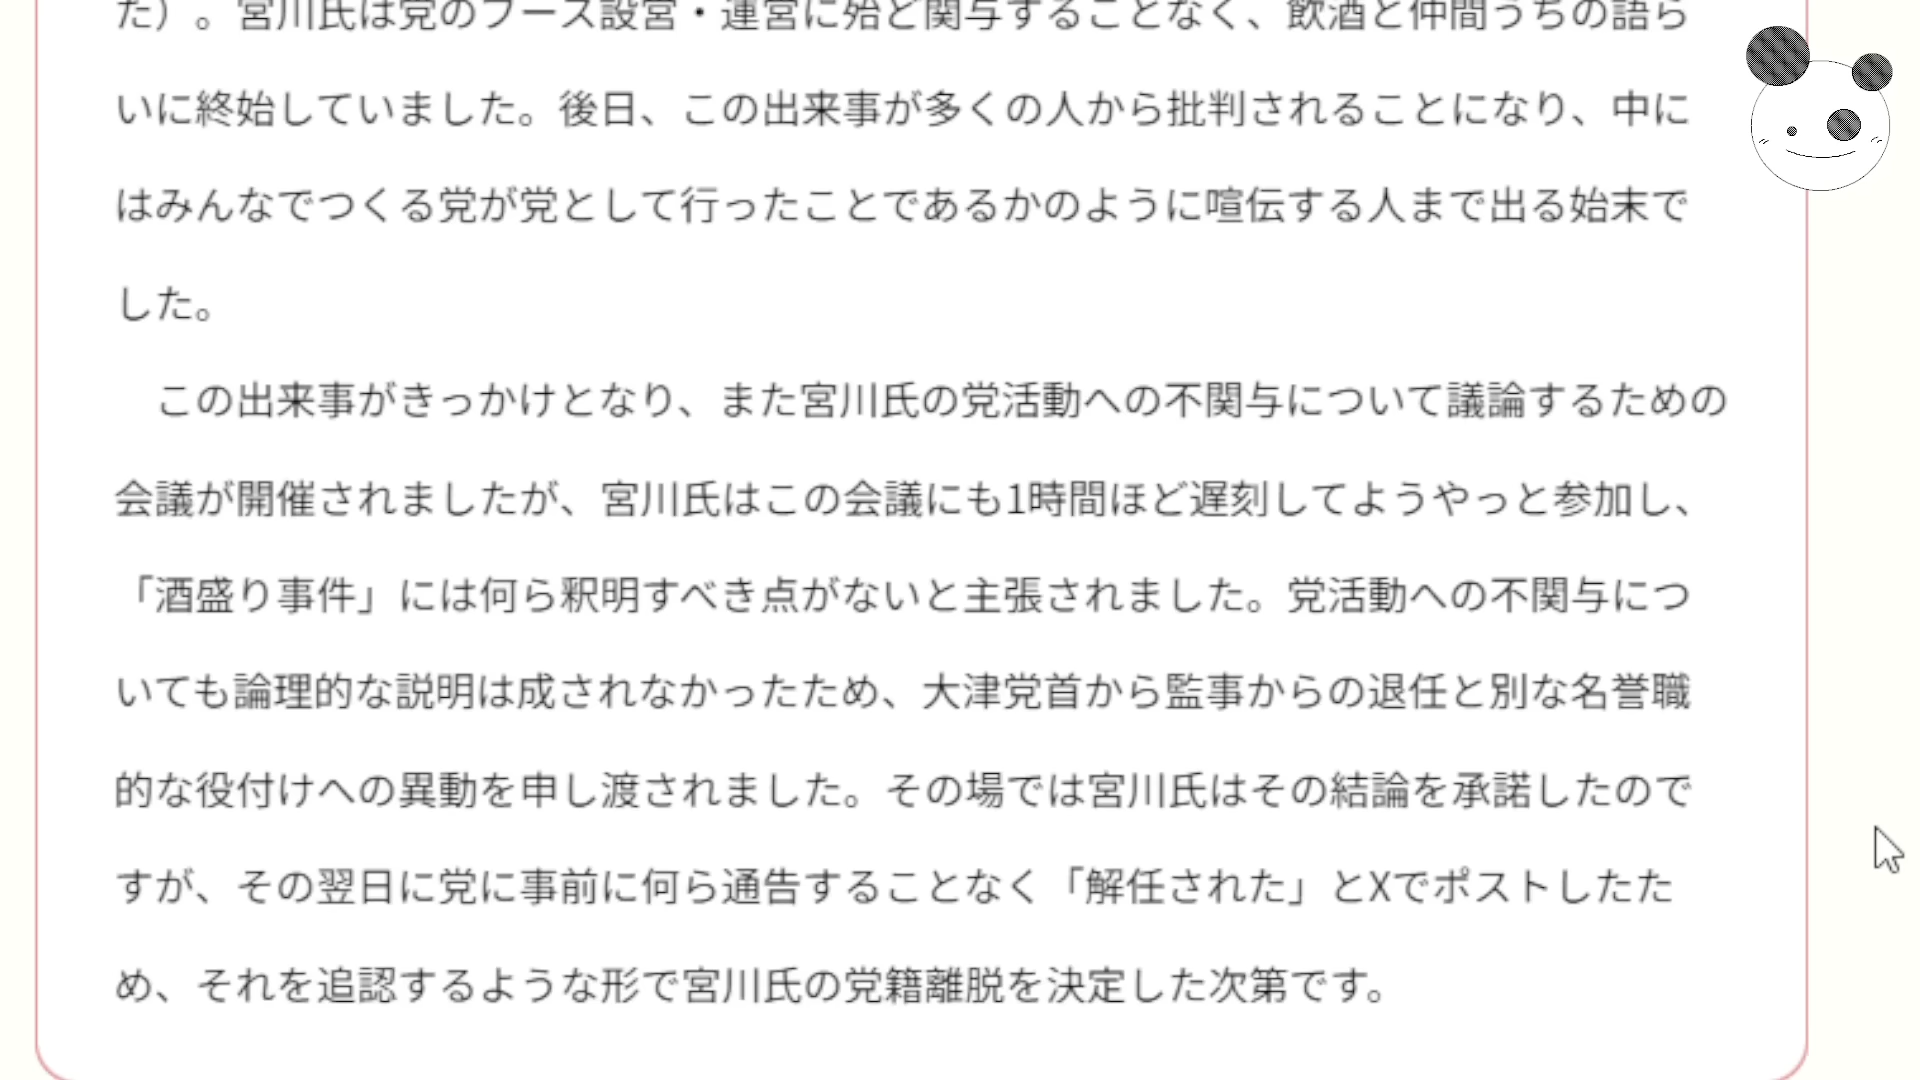 た）。宮川氏は党のブース設営・運営に殆ど関与することなく、飲酒と仲間うちの語ら
いに終始していました。後日、この出来事が多くの人から批判されることになり、中に
はみんなでつくる党が党として行ったことであるかのように喧伝する人まで出る始末で
した。
　この出来事がきっかけとなり、また宮川氏の党活動への不関与について議論するための
会議が開催されましたが、宮川氏はこの会議にも1時間ほど遅刻してようやっと参加し、
「酒盛り事件」には何ら釈明すべき点がないと主張されました。党活動への不関与につ
いても論理的な説明は成されなかったため、大津党首から監事からの退任と別な名誉職
的な役付けへの異動を申し渡されました。その場では宮川氏はその結論を承諾したので
すが、その翌日に党に事前に何ら通告することなく「解任された」とXでポストしたた
め、それを追認するような形で宮川氏の党籍離脱を決定した次第です。